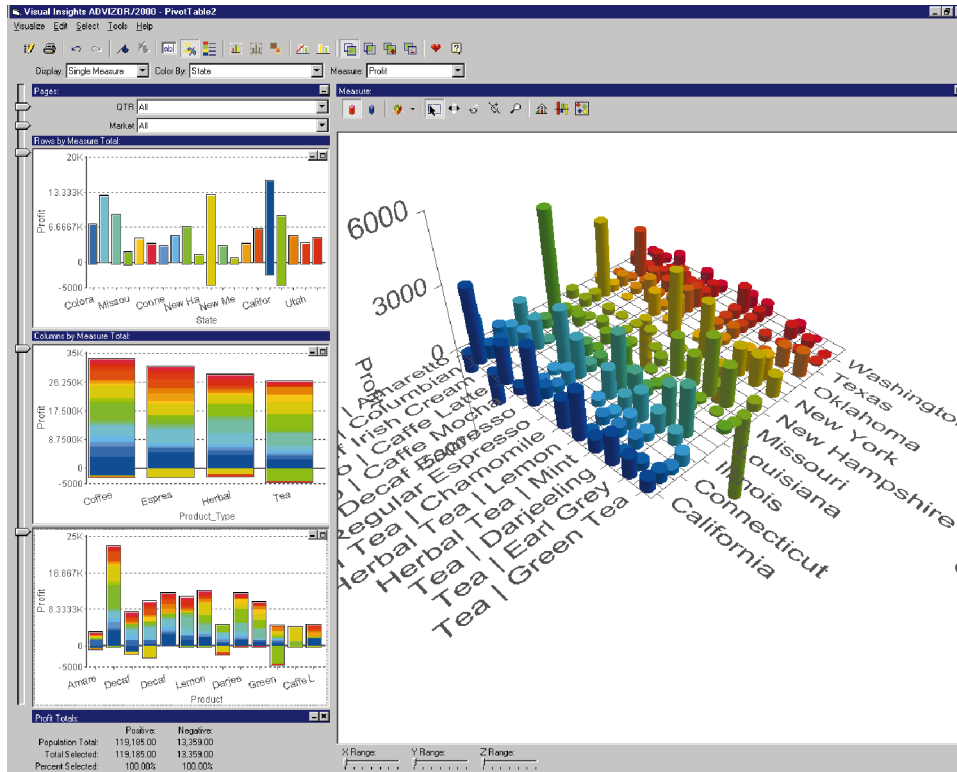 Visual Insights ADVIZOR/2000 - PivotTable2
Visualize Edit Select Tools Help
Display: Single Measure Color By: State Measure: Profit
Pages:
QTR All
Market All
Rows by Measure Total:
20K
13.333K
6.6667K
0
-5000
Profit
Colora Missou Conne New Ha New Me Califor Utah
State
Columns by Measure Total:
35K
26.250K
17.500K
8.7500K
0
-5000
Profit
Coffee Espres Herbal Tea
Product_Type
25K
16.667K
8.3333K
0
-5000
Profit
Amare Decaf Decaf Lemon Darjee Green Caffe L
Product
Profit Totals:
Positive: Negative:
Population Total: 119,185.00 13,359.00
Total Selected: 119,185.00 13,359.00
Percent Selected: 100.00% 100.00%
Measure:
6000
3000
0
Amaretto
Columbian
Irish Cream
Caffe Latte
Caffe Mocha
Decaf Espresso
Regular Espresso
Tea | Chamomile
Herbal Tea | Lemon
Herbal Tea | Mint
Tea | Darjeeling
Tea | Earl Grey
Tea | Green Tea
Washington
Texas
Oklahoma
New York
New Hampshire
Missouri
Louisiana
Illinois
Connecticut
California
X Range: Y Range: Z Range: